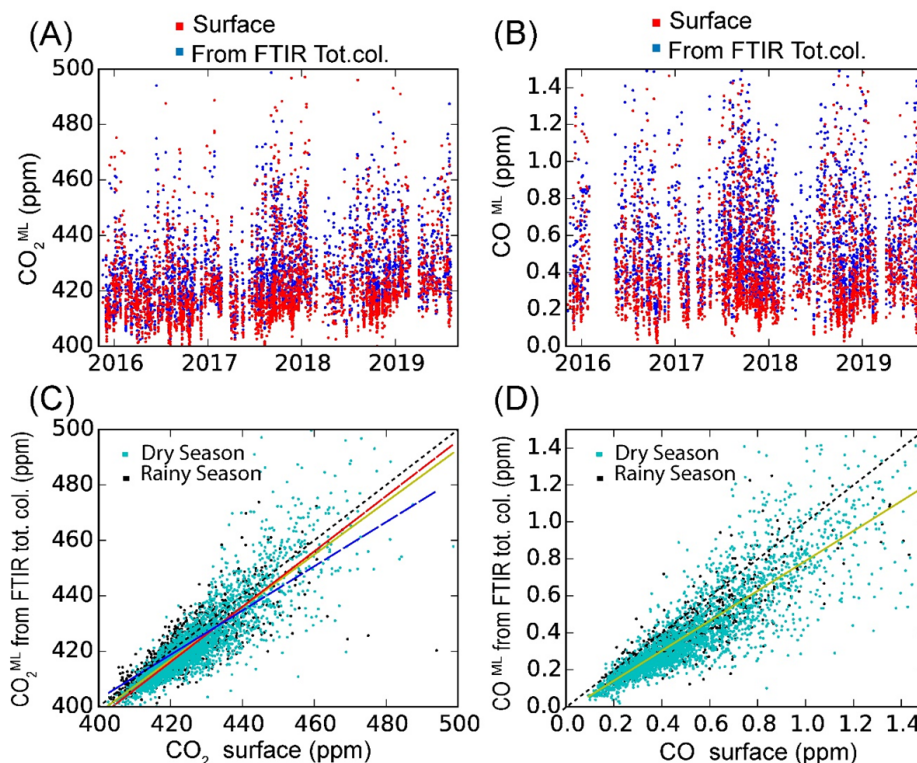 (A)
Surface
From FTIR Tot.col.
500
480
460
440
420
400
CO₂ᴹᴸ (ppm)
2016 2017 2018 2019
(B)
Surface
From FTIR Tot.col.
1.4
1.2
1.0
0.8
0.6
0.4
0.2
0.0
CO ᴹᴸ (ppm)
2016 2017 2018 2019
(C)
500
480
460
440
420
400
CO₂ᴹᴸ from FTIR tot. col. (ppm)
Dry Season
Rainy Season
400 420 440 460 480 500
CO₂ surface (ppm)
(D)
1.4
1.2
1.0
0.8
0.6
0.4
0.2
0.0
CO ᴹᴸ from FTIR tot. col. (ppm)
Dry Season
Rainy Season
0.0 0.2 0.4 0.6 0.8 1.0 1.2 1.4
CO surface (ppm)